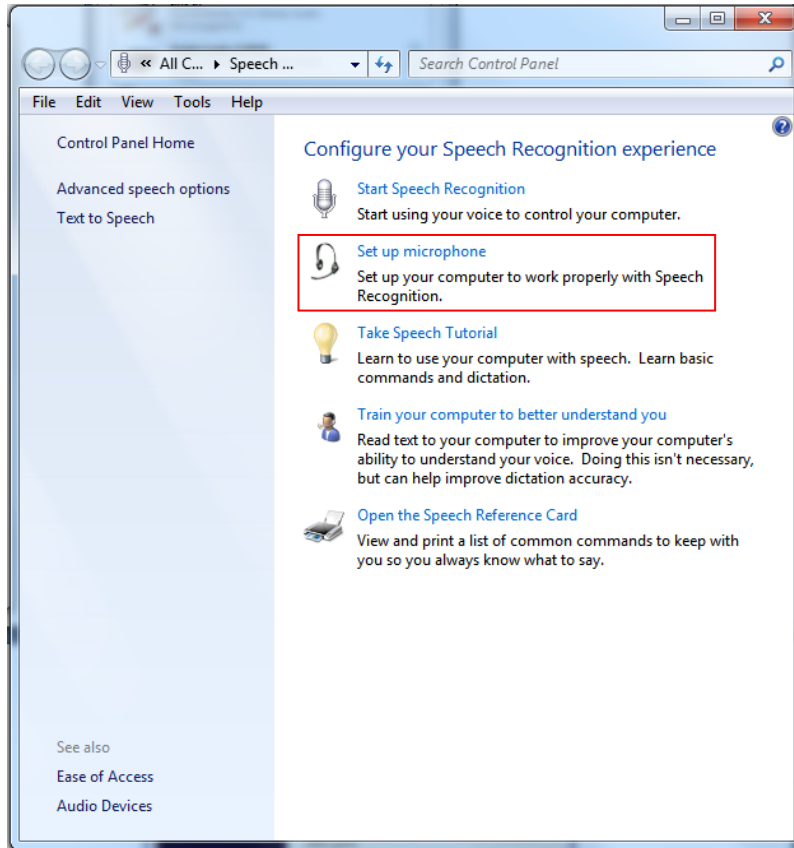 « All C... ▸ Speech ...
Search Control Panel
File Edit View Tools Help
Control Panel Home
Advanced speech options
Text to Speech
Configure your Speech Recognition experience
Start Speech Recognition
Start using your voice to control your computer.
Set up microphone
Set up your computer to work properly with Speech
Recognition.
Take Speech Tutorial
Learn to use your computer with speech. Learn basic
commands and dictation.
Train your computer to better understand you
Read text to your computer to improve your computer's
ability to understand your voice. Doing this isn't necessary,
but can help improve dictation accuracy.
Open the Speech Reference Card
View and print a list of common commands to keep with
you so you always know what to say.
See also
Ease of Access
Audio Devices